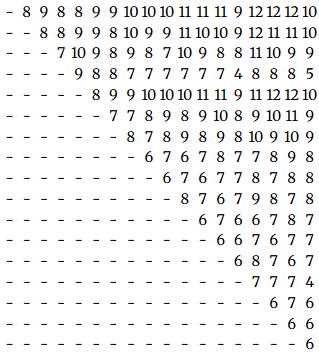 - 8 9 8 8 9 9 10 10 10 11 11 11 9 12 12 12 10
- - 8 8 9 9 8 10 9 9 11 10 10 9 12 11 11 10
- - - 7 10 9 8 9 8 7 10 9 8 8 11 10 9 9
- - - - 9 8 8 7 7 7 7 7 7 4 8 8 8 5
- - - - - 8 9 9 10 10 10 11 11 9 11 12 12 10
- - - - - - 7 7 8 9 8 9 10 8 9 10 11 9
- - - - - - - 8 7 8 9 8 9 8 10 9 10 9
- - - - - - - - 6 7 6 7 8 7 7 8 9 8
- - - - - - - - - 6 7 6 7 7 8 7 8 8
- - - - - - - - - - 8 7 6 7 9 8 7 8
- - - - - - - - - - - 6 7 6 6 7 8 7
- - - - - - - - - - - - 6 6 7 6 7 7
- - - - - - - - - - - - - 6 8 7 6 7
- - - - - - - - - - - - - - 7 7 7 4
- - - - - - - - - - - - - - - 6 7 6
- - - - - - - - - - - - - - - - 6 6
- - - - - - - - - - - - - - - - - 6